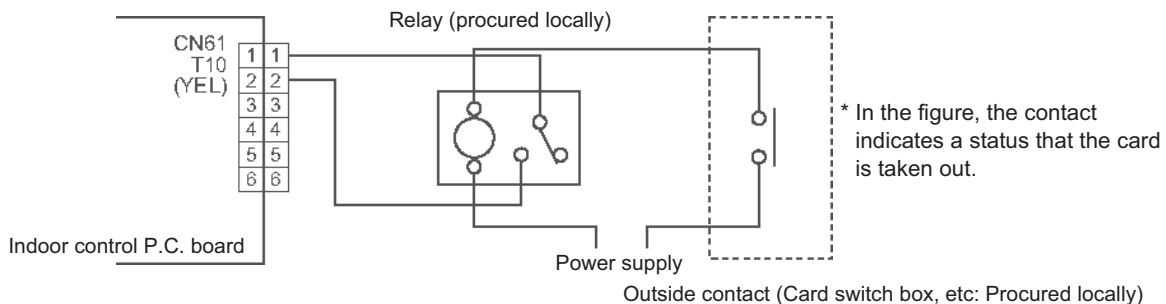 Relay (procured locally)
CN61
T10
(YEL)
1 1
2 2
3 3
4 4
5 5
6 6
* In the figure, the contact
indicates a status that the card
is taken out.
Indoor control P.C. board
Power supply
Outside contact (Card switch box, etc: Procured locally)